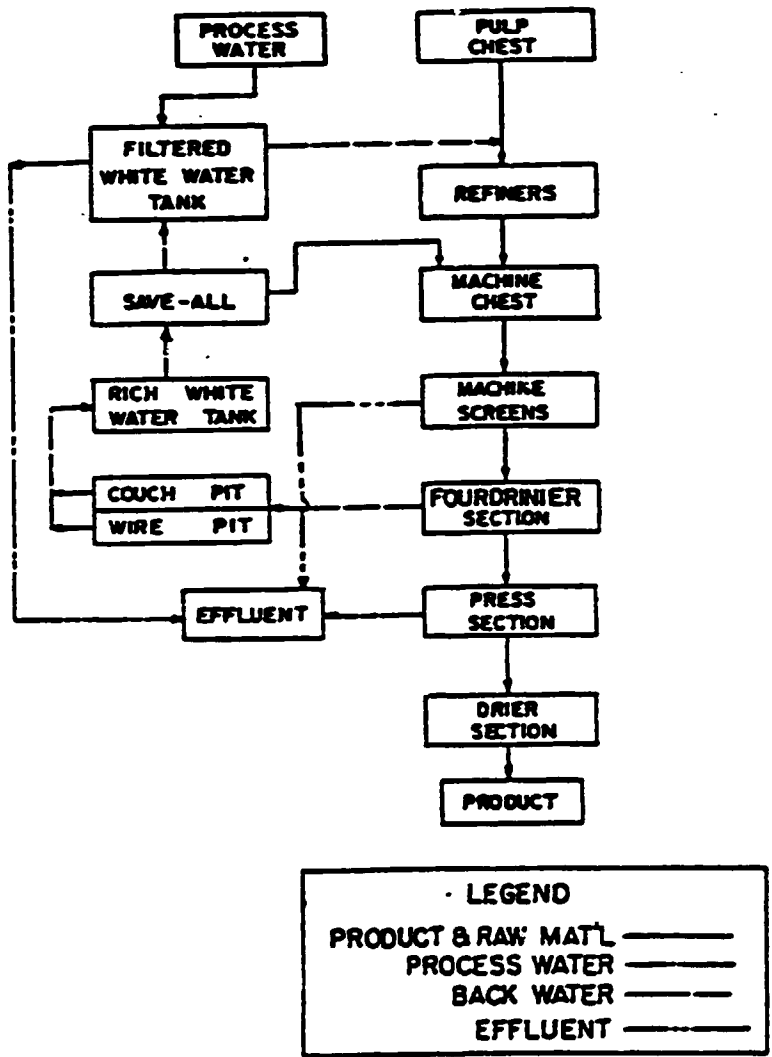 PROCESS
WATER
PULP
CHEST
FILTERED
WHITE WATER
TANK
REFINERS
SAVE-ALL
MACHINE
CHEST
RICH WHITE
WATER TANK
MACHINE
SCREENS
COUCH PIT
WIRE PIT
FOURDRINIER
SECTION
EFFLUENT
PRESS
SECTION
DRIER
SECTION
PRODUCT
LEGEND
PRODUCT & RAW MAT'L
PROCESS WATER
BACK WATER
EFFLUENT